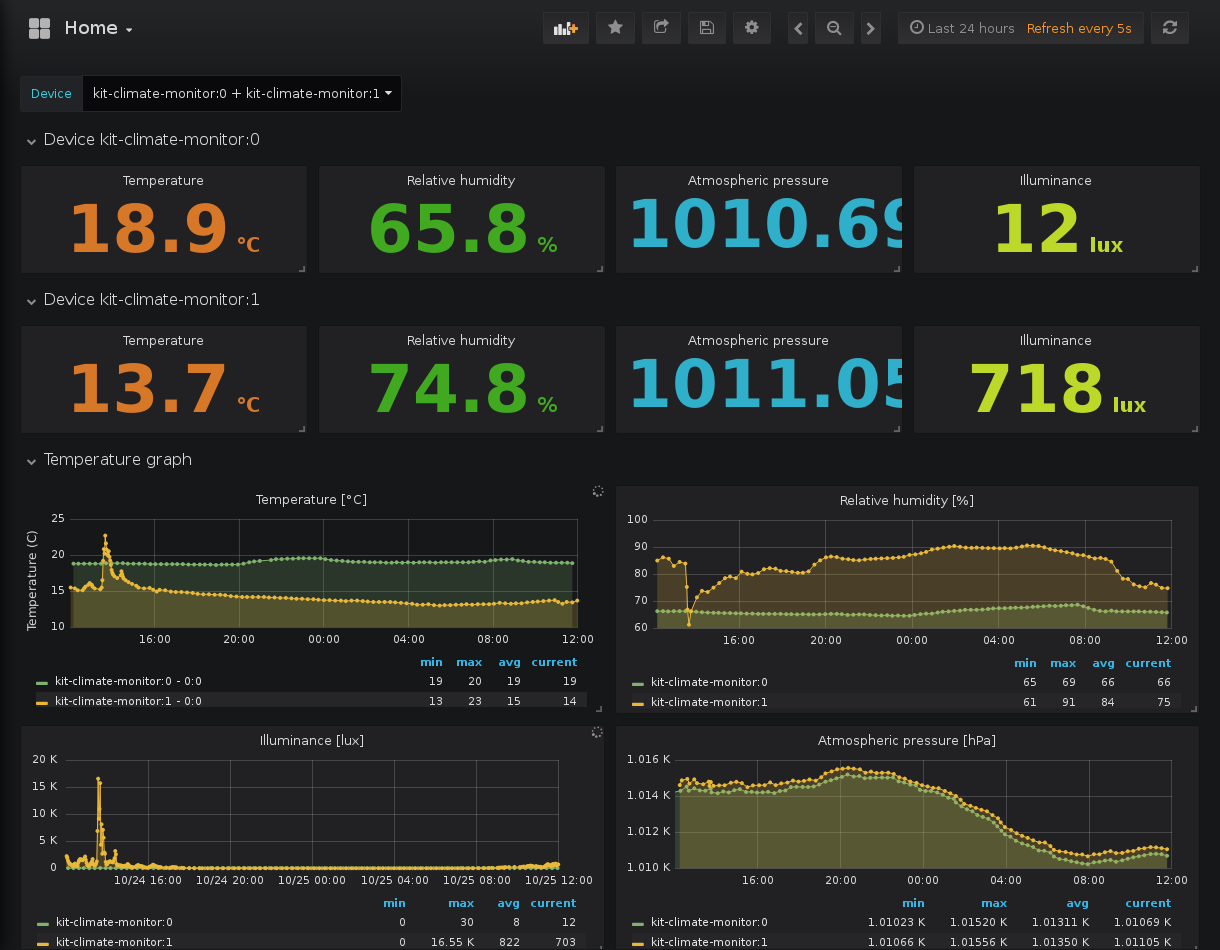 Home
Last 24 hours Refresh every 5s
Device kit-climate-monitor:0 + kit-climate-monitor:1
Device kit-climate-monitor:0
Temperature
18.9 °C
Relative humidity
65.8 %
Atmospheric pressure
1010.69
Illuminance
12 lux
Device kit-climate-monitor:1
Temperature
13.7 °C
Relative humidity
74.8 %
Atmospheric pressure
1011.05
Illuminance
718 lux
Temperature graph
Temperature [°C]
Temperature (C)
25
20
15
10
16:00 20:00 00:00 04:00 08:00 12:00
min max avg current
kit-climate-monitor:0 - 0:0 19 20 19 19
kit-climate-monitor:1 - 0:0 13 23 15 14
Relative humidity [%]
100
90
80
70
60
16:00 20:00 00:00 04:00 08:00 12:00
min max avg current
kit-climate-monitor:0 65 69 66 66
kit-climate-monitor:1 61 91 84 75
Illuminance [lux]
20 K
15 K
10 K
5 K
0
10/24 16:00 10/24 20:00 10/25 00:00 10/25 04:00 10/25 08:00 10/25 12:00
min max avg current
kit-climate-monitor:0 0 30 8 12
kit-climate-monitor:1 0 16.55 K 822 703
Atmospheric pressure [hPa]
1.016 K
1.014 K
1.012 K
1.010 K
16:00 20:00 00:00 04:00 08:00 12:00
min max avg current
kit-climate-monitor:0 1.01023 K 1.01520 K 1.01311 K 1.01069 K
kit-climate-monitor:1 1.01066 K 1.01556 K 1.01350 K 1.01105 K